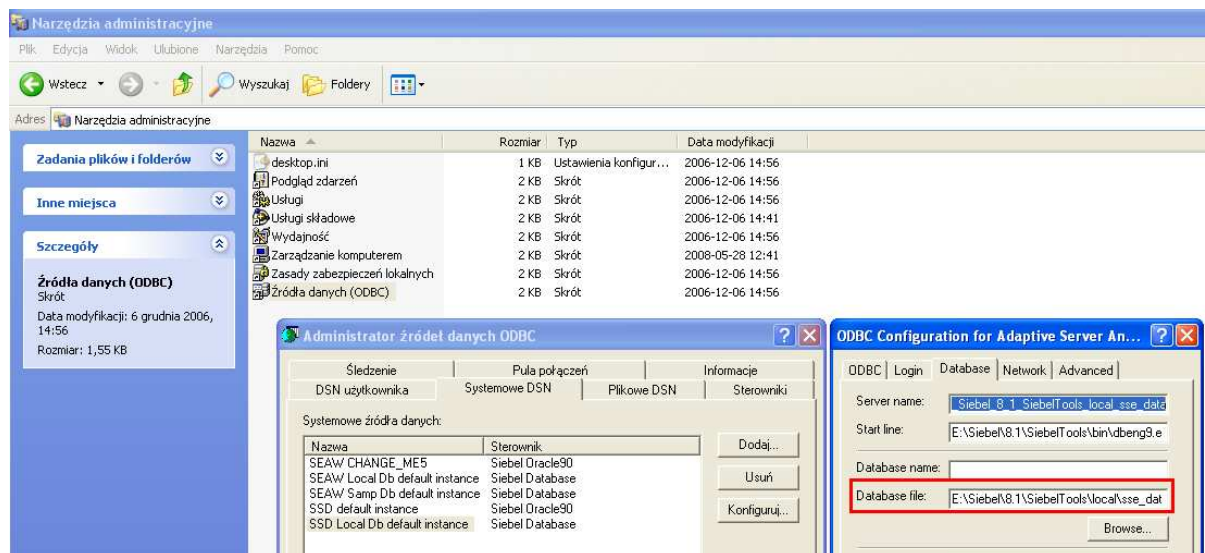 Narzędzia administracyjne
Plik Edycja Widok Ulubione Narzędzia Pomoc
Wstecz Wyszukaj Foldery
Adres Narzędzia administracyjne
Zadania plików i folderów
Inne miejsca
Szczegóły
Źródła danych (ODBC)
Skrót
Data modyfikacji: 6 grudnia 2006,
14:56
Rozmiar: 1,55 KB
Nazwa Rozmiar Typ Data modyfikacji
desktop.ini 1 KB Ustawienia konfigur... 2006-12-06 14:56
Podgląd zdarzeń 2 KB Skrót 2006-12-06 14:56
Usługi 2 KB Skrót 2006-12-06 14:56
Usługi składowe 2 KB Skrót 2006-12-06 14:41
Wydajność 2 KB Skrót 2006-12-06 14:56
Zarządzanie komputerem 2 KB Skrót 2008-05-28 12:41
Zasady zabezpieczeń lokalnych 2 KB Skrót 2006-12-06 14:56
Źródła danych (ODBC) 2 KB Skrót 2006-12-06 14:56
Administrator źródeł danych ODBC
Śledzenie Pula połączeń Informacje
DSN użytkownika Systemowe DSN Plikowe DSN Sterowniki
Systemowe źródła danych:
Nazwa Sterownik
SEAW CHANGE_ME5 Siebel Oracle90
SEAW Local Db default instance Siebel Database
SEAW Samp Db default instance Siebel Database
SSD default instance Siebel Oracle90
SSD Local Db default instance Siebel Database
Dodaj...
Usuń
Konfiguruj...
ODBC Configuration for Adaptive Server An...
ODBC Login Database Network Advanced
Server name: _Siebel_8_1_SiebelTools_local_sse_data
Start line: E:\Siebel\8.1\SiebelTools\bin\dbeng9.e
Database name:
Database file: E:\Siebel\8.1\SiebelTools\local\sse_dat
Browse...